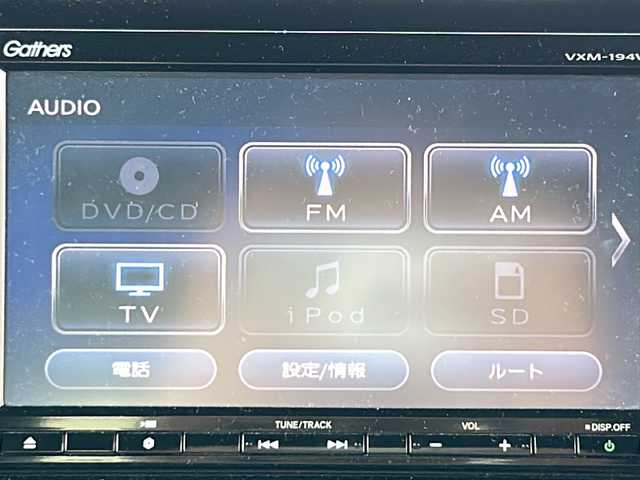 Gathers
VXM-194V
AUDIO
DVD/CD
FM
AM
TV
iPod
SD
電話
設定/情報
ルート
TUNE/TRACK
VOL
DISP.OFF